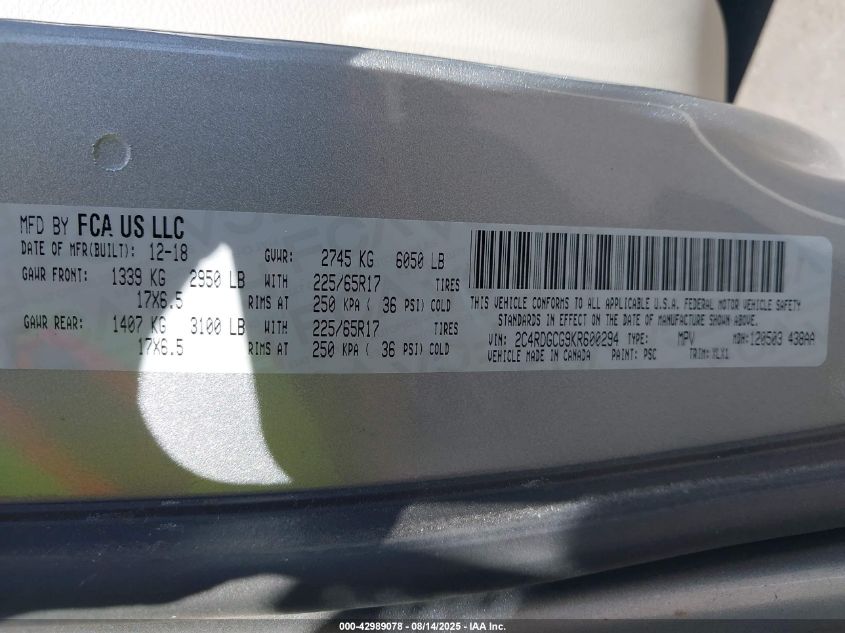 MFD BY FCA US LLC
DATE OF MFR(BUILT): 12-18 GVWR: 2745 KG 6050 LB
GAWR FRONT: 1339 KG 2950 LB WITH 225/65R17 TIRES
17X6.5 RIMS AT 250 KPA ( 36 PSI) COLD
GAWR REAR: 1407 KG 3100 LB WITH 225/65R17 TIRES
17X6.5 RIMS AT 250 KPA ( 36 PSI) COLD
THIS VEHICLE CONFORMS TO ALL APPLICABLE U.S.A. FEDERAL MOTOR VEHICLE SAFETY
STANDARDS IN EFFECT ON THE DATE OF MANUFACTURE SHOWN ABOVE.
VIN: 2C4RDGCG9KR600294 TYPE: MPV MDH: 120503 438AA
VEHICLE MADE IN CANADA PAINT: PSC TRIM: YLX1
000-42989078 - 08/14/2025 - IAA Inc.